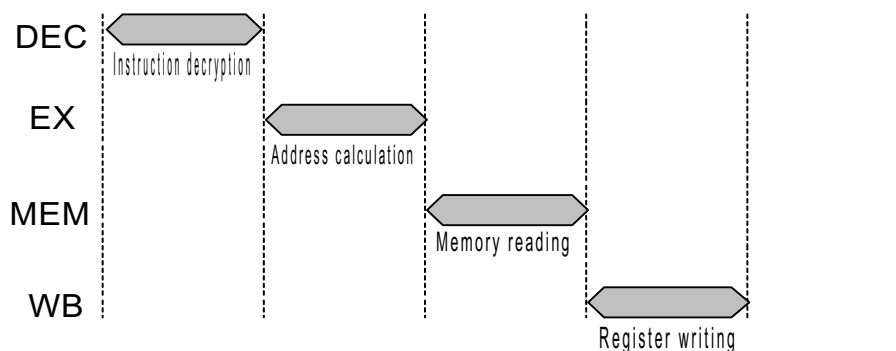 DEC
Instruction decryption
EX
Address calculation
MEM
Memory reading
WB
Register writing